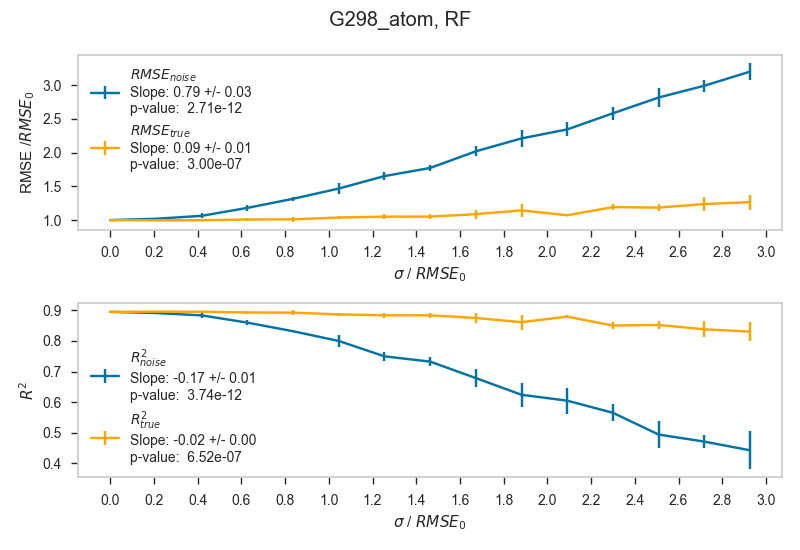 G298_atom, RF
RMSE /RMSE₀
3.0
2.5
2.0
1.5
1.0
RMSE_noise
Slope: 0.79 +/- 0.03
p-value: 2.71e-12
RMSE_true
Slope: 0.09 +/- 0.01
p-value: 3.00e-07
0.0 0.2 0.4 0.6 0.8 1.0 1.2 1.4 1.6 1.8 2.0 2.2 2.4 2.6 2.8 3.0
σ / RMSE₀
R²
0.9
0.8
0.7
0.6
0.5
0.4
R²_noise
Slope: -0.17 +/- 0.01
p-value: 3.74e-12
R²_true
Slope: -0.02 +/- 0.00
p-value: 6.52e-07
0.0 0.2 0.4 0.6 0.8 1.0 1.2 1.4 1.6 1.8 2.0 2.2 2.4 2.6 2.8 3.0
σ / RMSE₀